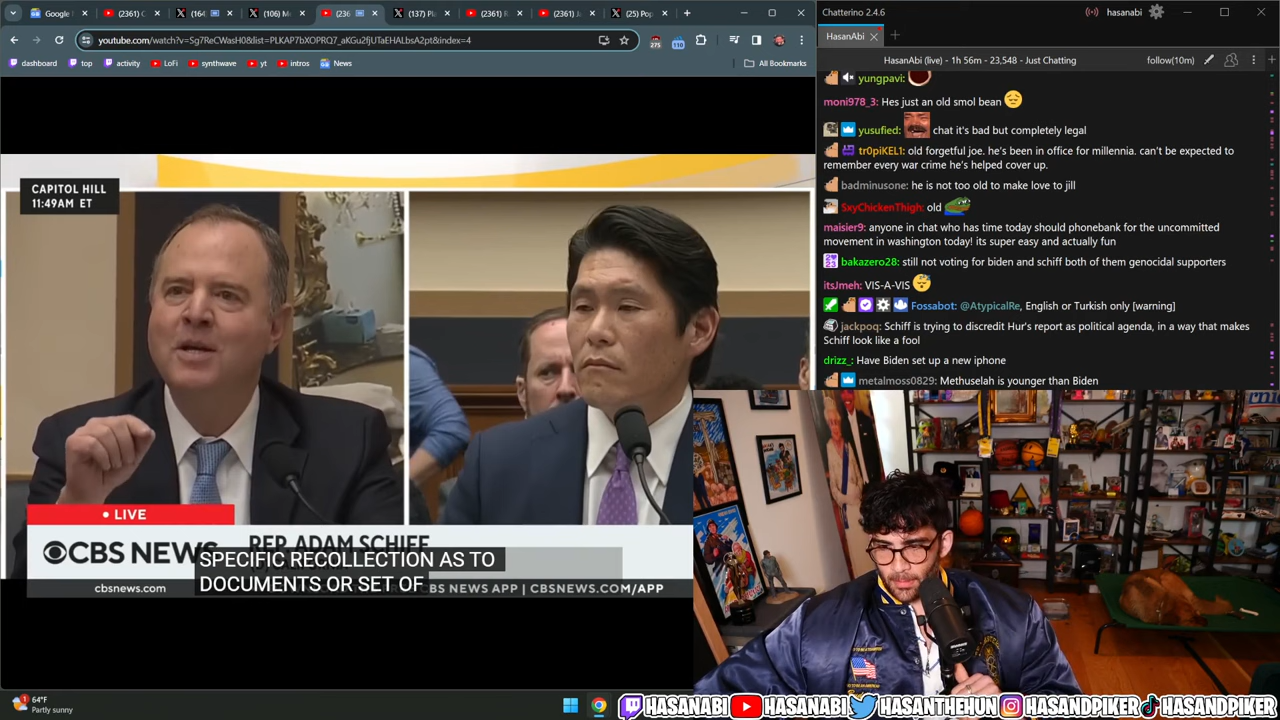 Google
(2361) C
(164)
(106) M
(236
(137) P
(2361) R
(2361) J
(25) Pop
Chatterino 2.4.6
hasanabi
youtube.com/watch?v=Sg7ReCWasH0&list=PLKAP7bXOPRQ7_aKGu2fjUTaEHALbsA2pt&index=4
275
110
HasanAbi
dashboard
top
activity
LoFi
synthwave
yt
intros
News
All Bookmarks
HasanAbi (live) - 1h 56m - 23,548 - Just Chatting
follow(10m)
yungpavi:
moni978_3: Hes just an old smol bean
yusufied: chat it's bad but completely legal
tr0piKEL1: old forgetful joe. he's been in office for millennia. can't be expected to
remember every war crime he's helped cover up.
badminusone: he is not too old to make love to jill
SxyChickenThigh: old
maisier9: anyone in chat who has time today should phonebank for the uncommitted
movement in washington today! its super easy and actually fun
bakazero28: still not voting for biden and schiff both of them genocidal supporters
itsJmeh: VIS-A-VIS
Fossabot: @AtypicalRe, English or Turkish only [warning]
jackpoq: Schiff is trying to discredit Hur's report as political agenda, in a way that makes
Schiff look like a fool
drizz_: Have Biden set up a new iphone
metalmoss0829: Methuselah is younger than Biden
CAPITOL HILL
11:49AM ET
• LIVE
CBS NEWS
REP. ADAM SCHIFF
SPECIFIC RECOLLECTION AS TO
DOCUMENTS OR SET OF
cbsnews.com
CBS NEWS APP | CBSNEWS.COM/APP
64°F
Partly sunny
HASANABI
HASANABI
HASANTHEHUN
HASANDPIKER
HASANDPIKER